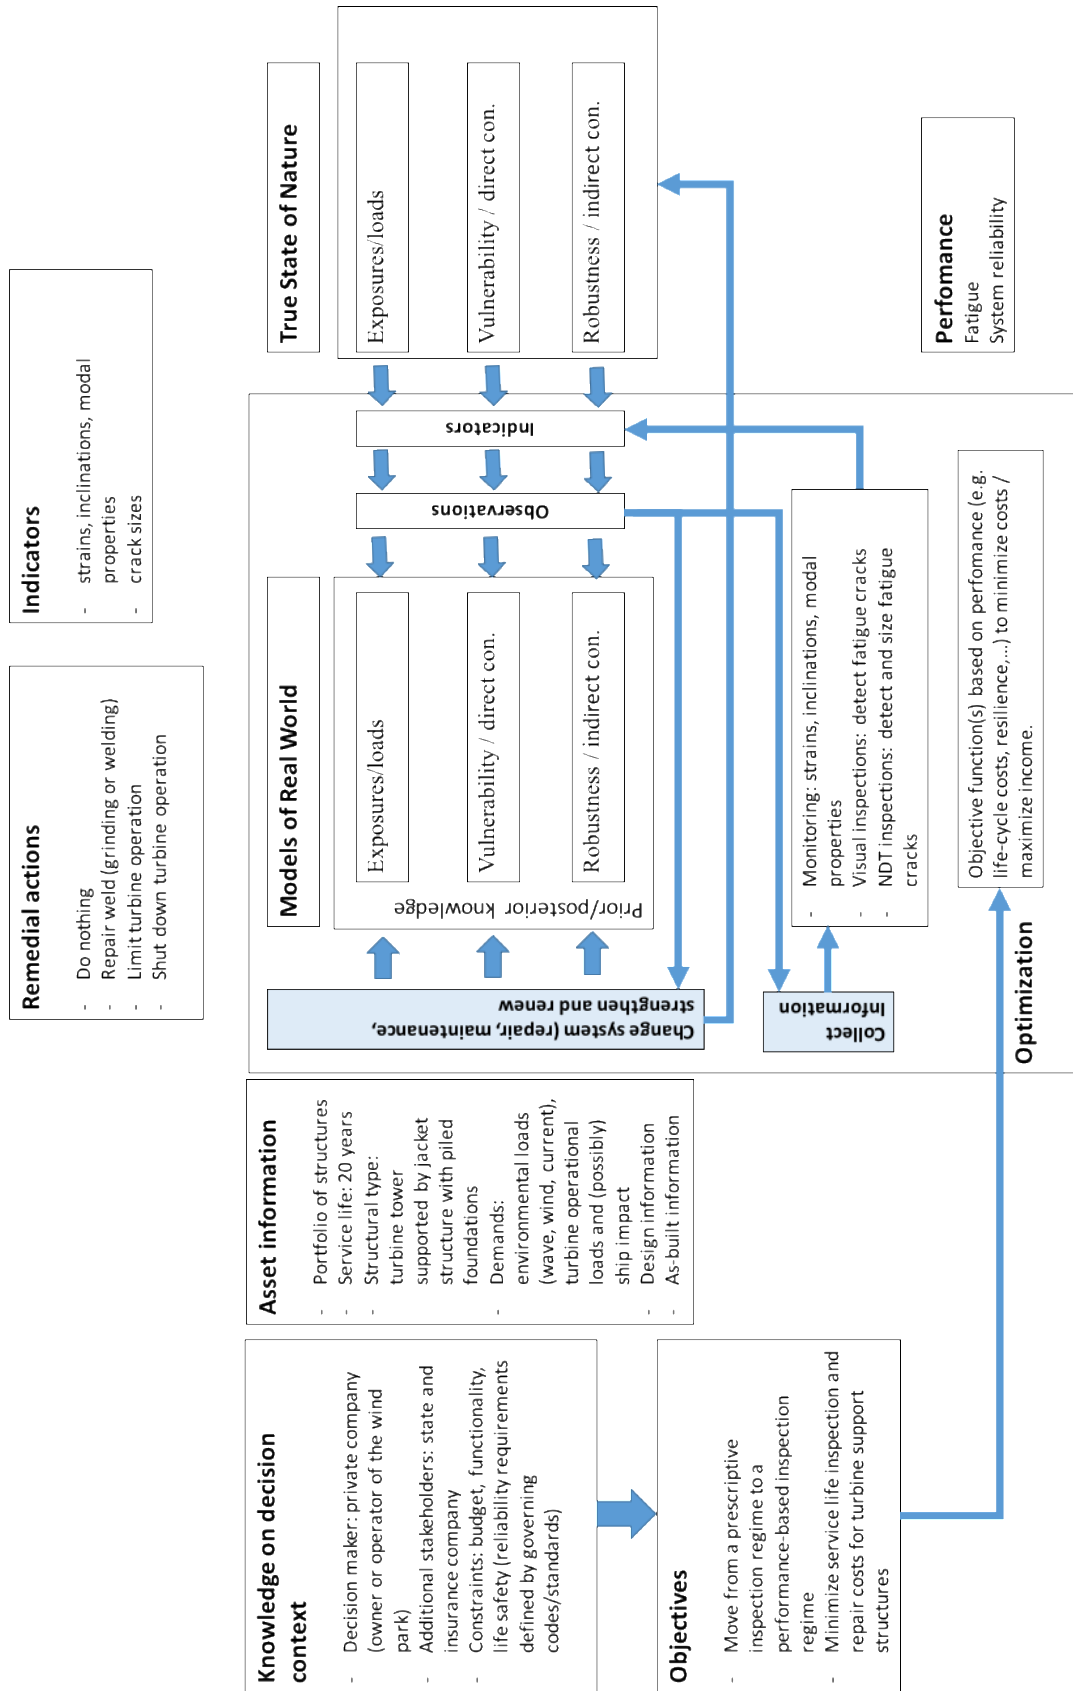 Remedial actions
- Do nothing
- Repair weld (grinding or welding)
- Limit turbine operation
- Shut down turbine operation
Indicators
- strains, inclinations, modal
properties
- crack sizes
Knowledge on decision
context
- Decision maker: private company
(owner or operator of the wind
park)
- Additional stakeholders: state and
insurance company
- Constraints: budget, functionality,
life safety (reliability requirements
defined by governing
codes/standards)
Asset information
- Portfolio of structures
- Service life: 20 years
- Structural type:
turbine tower
supported by jacket
structure with piled
foundations
- Demands:
environmental loads
(wave, wind, current),
turbine operational
loads and (possibly)
ship impact
- Design information
- As-built information
Change system (repair, maintenance,
strengthen and renew
Models of Real World
Prior/posterior knowledge
Exposures/loads
Vulnerability / direct con.
Robustness / indirect con.
Observations
Indicators
True State of Nature
Exposures/loads
Vulnerability / direct con.
Robustness / indirect con.
Collect
Information
- Monitoring: strains, inclinations, modal
properties
- Visual inspections: detect fatigue cracks
- NDT inspections: detect and size fatigue
cracks
Optimization
Objectives
- Move from a prescriptive
inspection regime to a
performance-based inspection
regime
- Minimize service life inspection and
repair costs for turbine support
structures
Objective function(s) based on perfomance (e.g.
life-cycle costs, resilience,...) to minimize costs /
maximize income.
Perfomance
Fatigue
System reliability